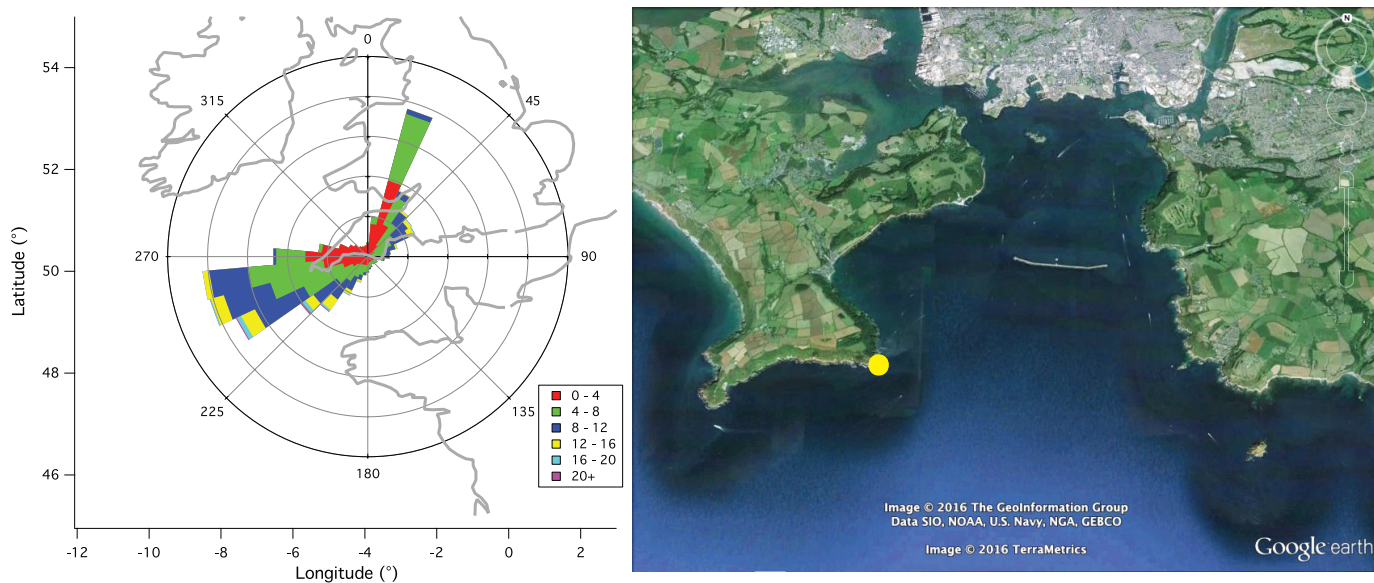 0
45
90
135
180
225
270
315
54
52
50
48
46
Latitude (°)
-12
-10
-8
-6
-4
-2
0
2
Longitude (°)
0 - 4
4 - 8
8 - 12
12 - 16
16 - 20
20+
N
Image © 2016 The GeoInformation Group
Data SIO, NOAA, U.S. Navy, NGA, GEBCO
Image © 2016 TerraMetrics
Google earth